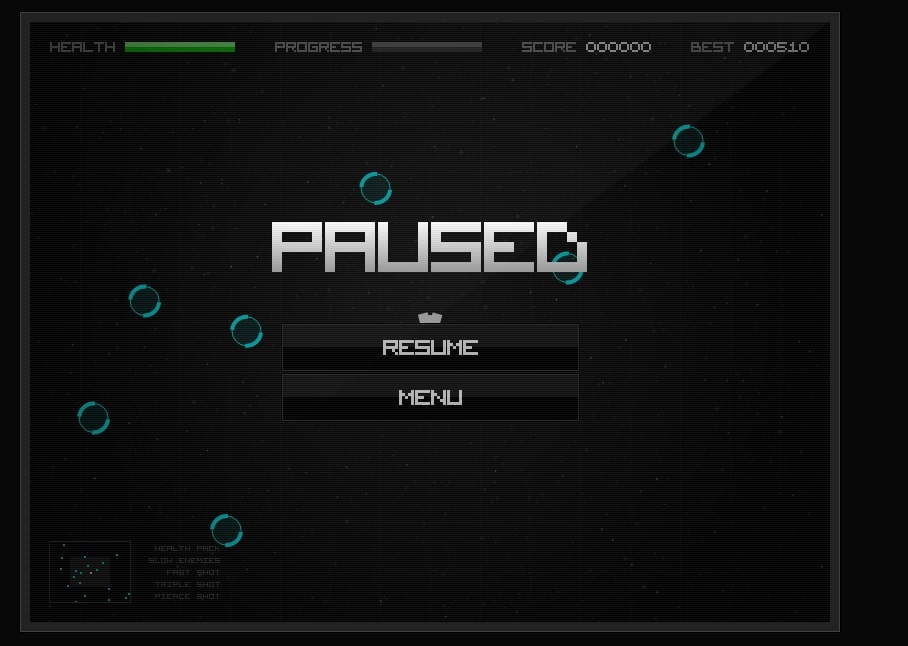 HEALTH PROGRESS SCORE 000000 BEST 000510
PAUSED
RESUME
MENU
HEALTH PACK
SLOW ENEMIES
FAST SHOT
TRIPLE SHOT
PIERCE SHOT